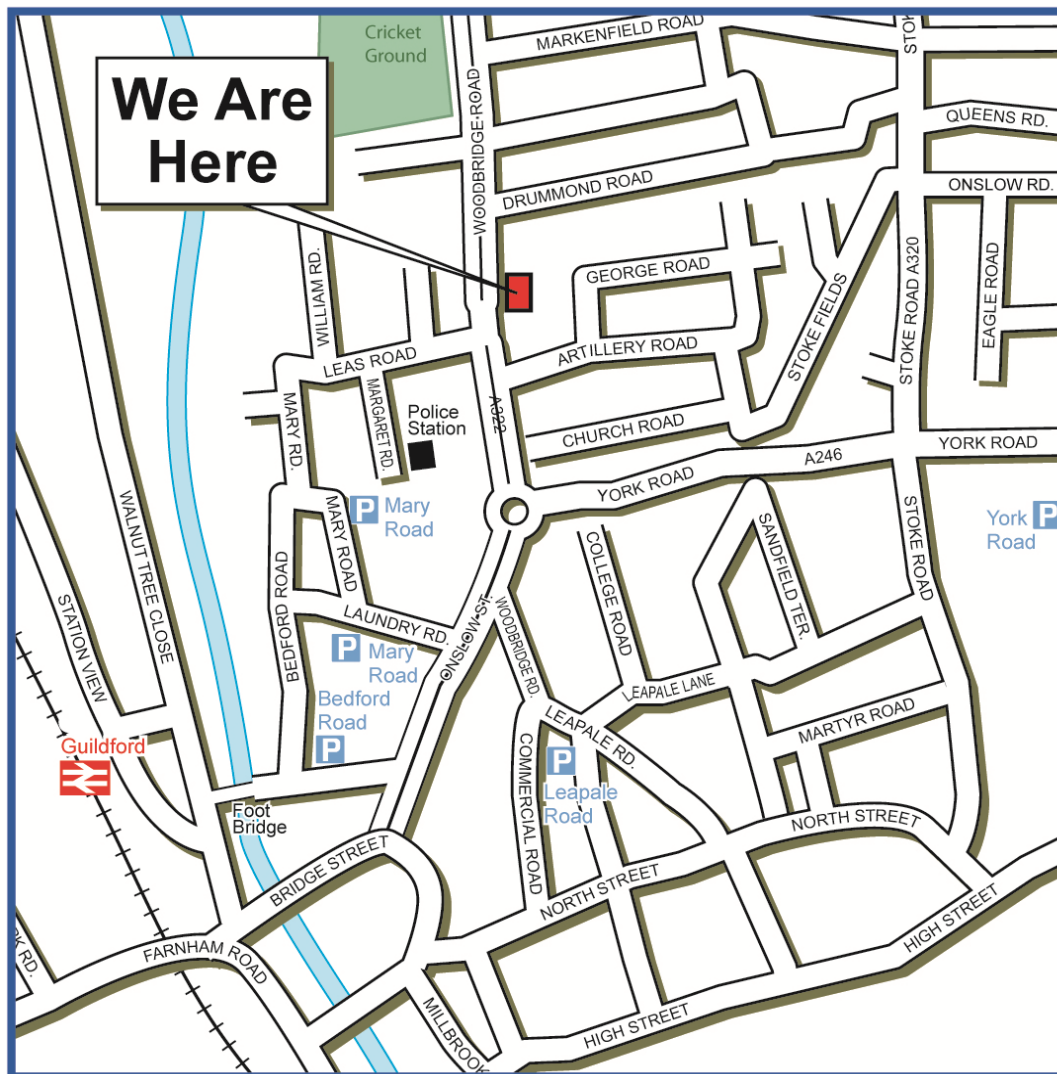 Cricket
Ground
MARKENFIELD ROAD
STOKE
We Are
Here
WOODBRIDGE ROAD
QUEENS RD.
DRUMMOND ROAD
ONSLOW RD.
WILLIAM RD.
GEORGE ROAD
STOKE FIELDS
STOKE ROAD A320
EAGLE ROAD
LEAS ROAD
ARTILLERY ROAD
MARY RD.
MARGARET RD.
Police
Station
A322
CHURCH ROAD
YORK ROAD
A246
YORK ROAD
WALNUT TREE CLOSE
P
Mary
Road
MARY ROAD
STOKE ROAD
York
Road
P
SANDFIELD TER.
COLLEGE ROAD
STATION VIEW
BEDFORD ROAD
LAUNDRY RD.
ONSLOW ST.
WOODBRIDGE RD.
P
Mary
Road
Bedford
Road
P
LEAPALE LANE
LEAPALE RD.
MARTYR ROAD
Guildford
COMMERCIAL ROAD
P
Leapale
Road
Foot
Bridge
NORTH STREET
BRIDGE STREET
NORTH STREET
HIGH STREET
FARNHAM ROAD
RK RD.
MILLBROOK
HIGH STREET